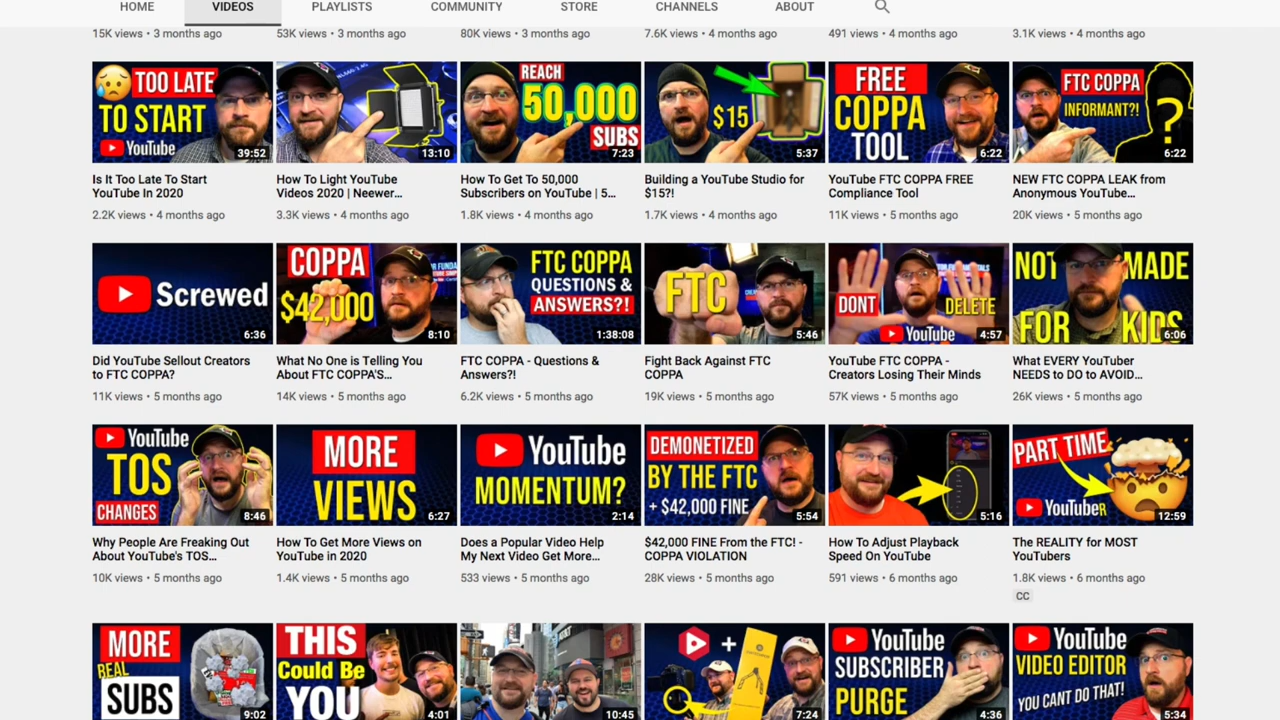 HOME VIDEOS PLAYLISTS COMMUNITY STORE CHANNELS ABOUT
15K views • 3 months ago
53K views • 3 months ago
80K views • 3 months ago
7.6K views • 4 months ago
491 views • 4 months ago
3.1K views • 4 months ago
TOO LATE
TO START
YouTube
39:52
13:10
REACH
50,000
SUBS
7:23
$15
5:37
FREE
COPPA
TOOL
6:22
FTC COPPA
INFORMANT?!
?
6:22
Is It Too Late To Start
YouTube In 2020
2.2K views • 4 months ago
How To Light YouTube
Videos 2020 | Neewer...
3.3K views • 4 months ago
How To Get To 50,000
Subscribers on YouTube | 5...
1.8K views • 4 months ago
Building a YouTube Studio for
$15?!
1.7K views • 4 months ago
YouTube FTC COPPA FREE
Compliance Tool
11K views • 5 months ago
NEW FTC COPPA LEAK from
Anonymous YouTube...
20K views • 5 months ago
Screwed
6:36
COPPA
$42,000
8:10
FTC COPPA
QUESTIONS &
ANSWERS?!
1:38:08
FTC
5:46
DONT DELETE
YouTube
4:57
NOT MADE
FOR KIDS
6:06
Did YouTube Sellout Creators
to FTC COPPA?
11K views • 5 months ago
What No One is Telling You
About FTC COPPA'S...
14K views • 5 months ago
FTC COPPA - Questions &
Answers?!
6.2K views • 5 months ago
Fight Back Against FTC
COPPA
19K views • 5 months ago
YouTube FTC COPPA -
Creators Losing Their Minds
57K views • 5 months ago
What EVERY YouTuber
NEEDS to DO to AVOID...
26K views • 5 months ago
YouTube
TOS
CHANGES
8:46
MORE
VIEWS
6:27
YouTube
MOMENTUM?
2:14
DEMONETIZED
BY THE FTC
+ $42,000 FINE
5:54
5:16
PART TIME
YouTubeR
12:59
Why People Are Freaking Out
About YouTube's TOS...
10K views • 5 months ago
How To Get More Views on
YouTube in 2020
1.4K views • 5 months ago
Does a Popular Video Help
My Next Video Get More...
533 views • 5 months ago
$42,000 FINE From the FTC! -
COPPA VIOLATION
28K views • 5 months ago
How To Adjust Playback
Speed On YouTube
591 views • 6 months ago
The REALITY for MOST
YouTubers
1.8K views • 6 months ago
CC
MORE
REAL
SUBS
9:02
THIS
Could Be
YOU
4:01
10:45
+
7:24
YouTube
SUBSCRIBER
PURGE
4:36
YouTube
VIDEO EDITOR
YOU CANT DO THAT!
5:34